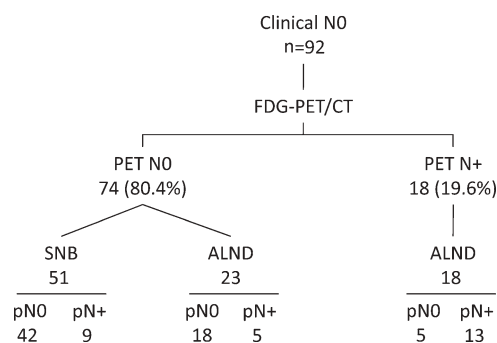 Clinical N0
n=92
FDG-PET/CT
PET N0
74 (80.4%)
PET N+
18 (19.6%)
SNB
51
ALND
23
ALND
18
pN0 pN+
42 9
pN0 pN+
18 5
pN0 pN+
5 13